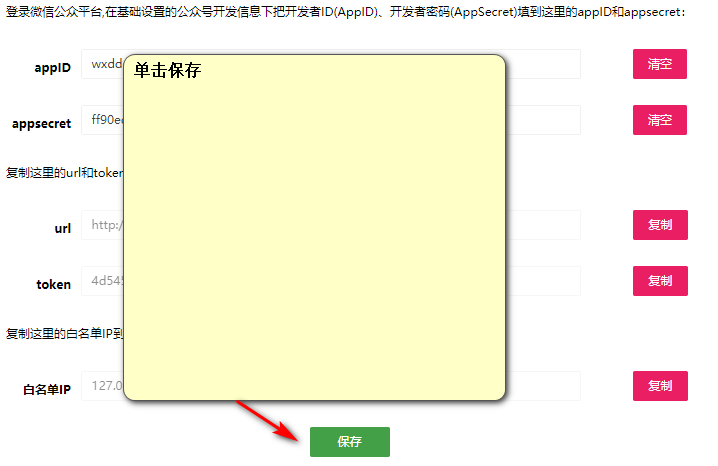 登录微信公众平台,在基础设置的公众号开发信息下把开发者ID(AppID)、开发者密码(AppSecret)填到这里的appID和appsecret:
单击保存
appID wxdd 清空
appsecret ff90e 清空
复制这里的url和token
url http:/ 复制
token 4d545 复制
复制这里的白名单IP到
白名单IP 127.0 复制
保存